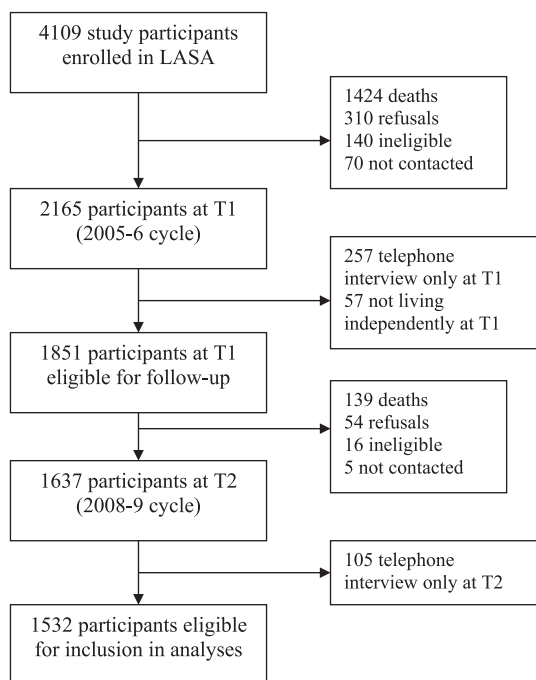 4109 study participants
enrolled in LASA
1424 deaths
310 refusals
140 ineligible
70 not contacted
2165 participants at T1
(2005-6 cycle)
257 telephone
interview only at T1
57 not living
independently at T1
1851 participants at T1
eligible for follow-up
139 deaths
54 refusals
16 ineligible
5 not contacted
1637 participants at T2
(2008-9 cycle)
105 telephone
interview only at T2
1532 participants eligible
for inclusion in analyses